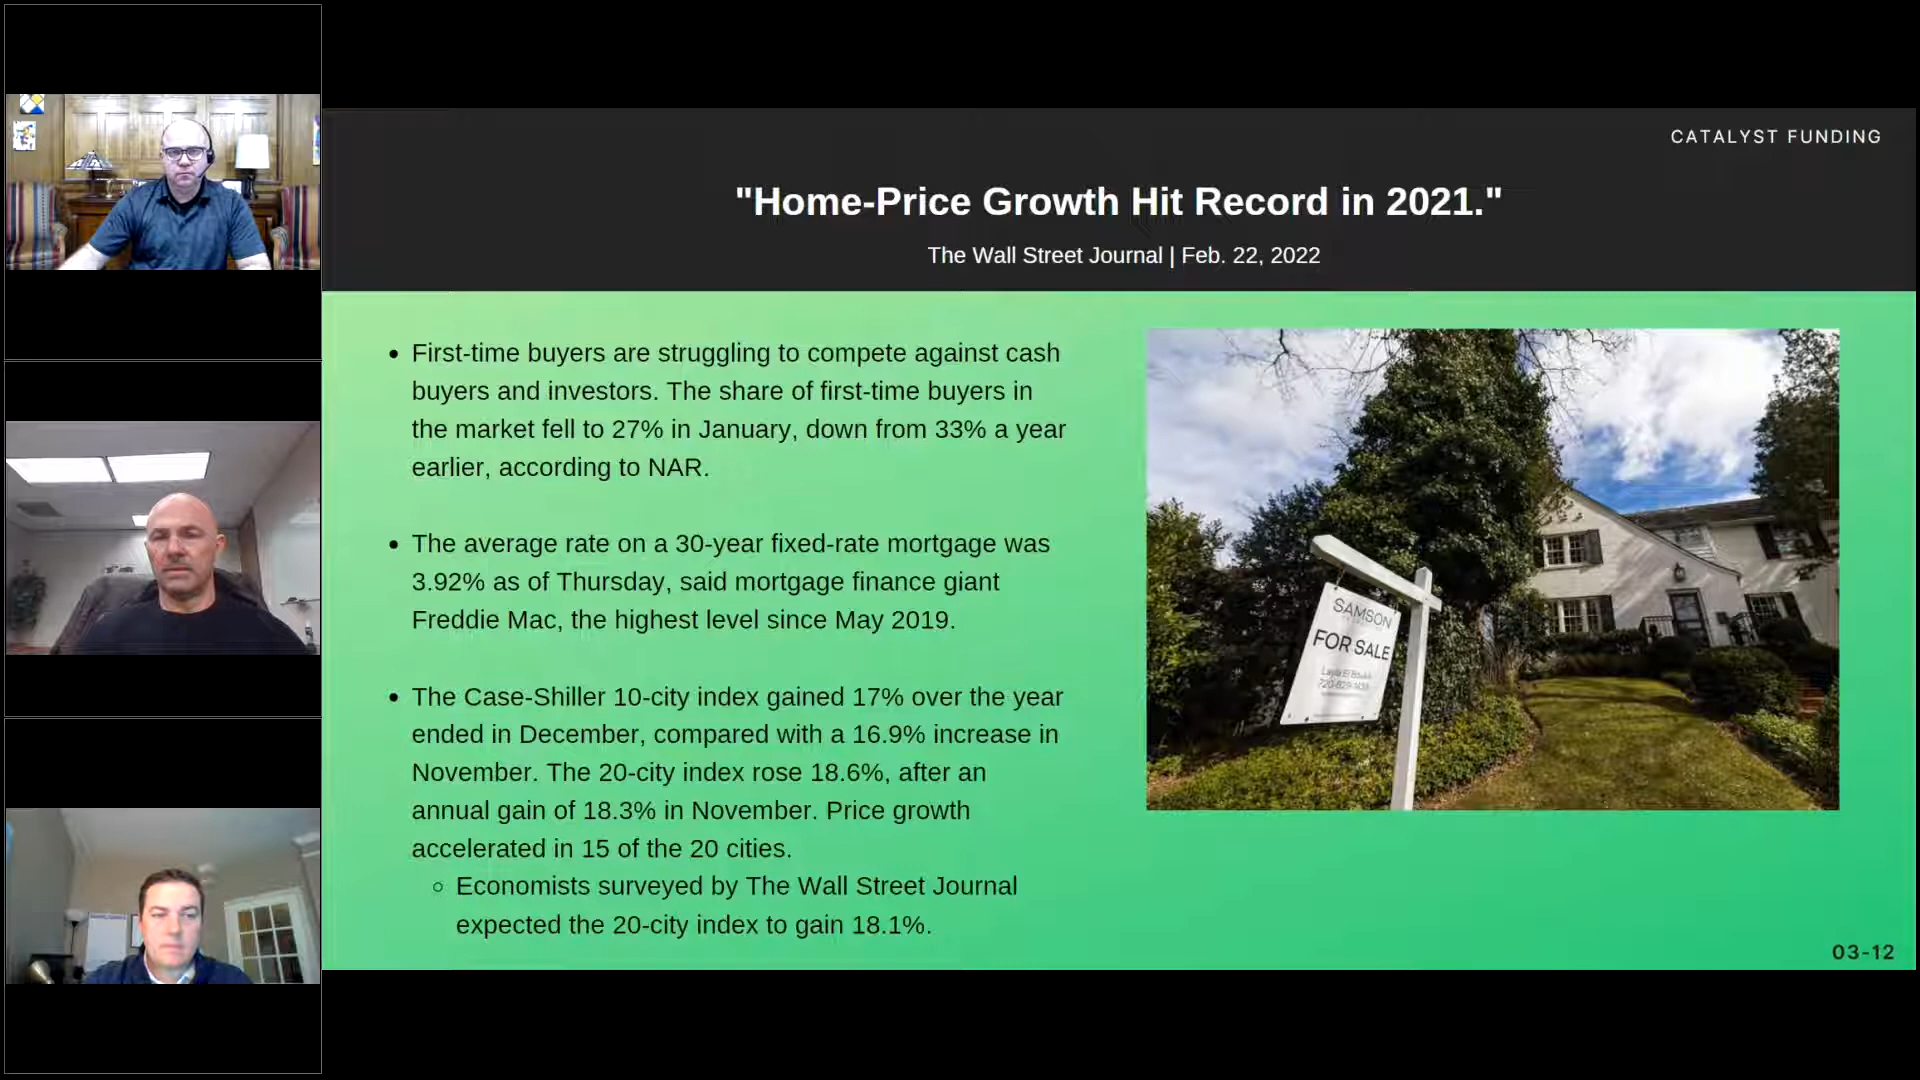 CATALYST FUNDING
"Home-Price Growth Hit Record in 2021."
The Wall Street Journal | Feb. 22, 2022
• First-time buyers are struggling to compete against cash
buyers and investors. The share of first-time buyers in
the market fell to 27% in January, down from 33% a year
earlier, according to NAR.
• The average rate on a 30-year fixed-rate mortgage was
3.92% as of Thursday, said mortgage finance giant
Freddie Mac, the highest level since May 2019.
• The Case-Shiller 10-city index gained 17% over the year
ended in December, compared with a 16.9% increase in
November. The 20-city index rose 18.6%, after an
annual gain of 18.3% in November. Price growth
accelerated in 15 of the 20 cities.
○ Economists surveyed by The Wall Street Journal
expected the 20-city index to gain 18.1%.
SAMSON
FOR SALE
03-12